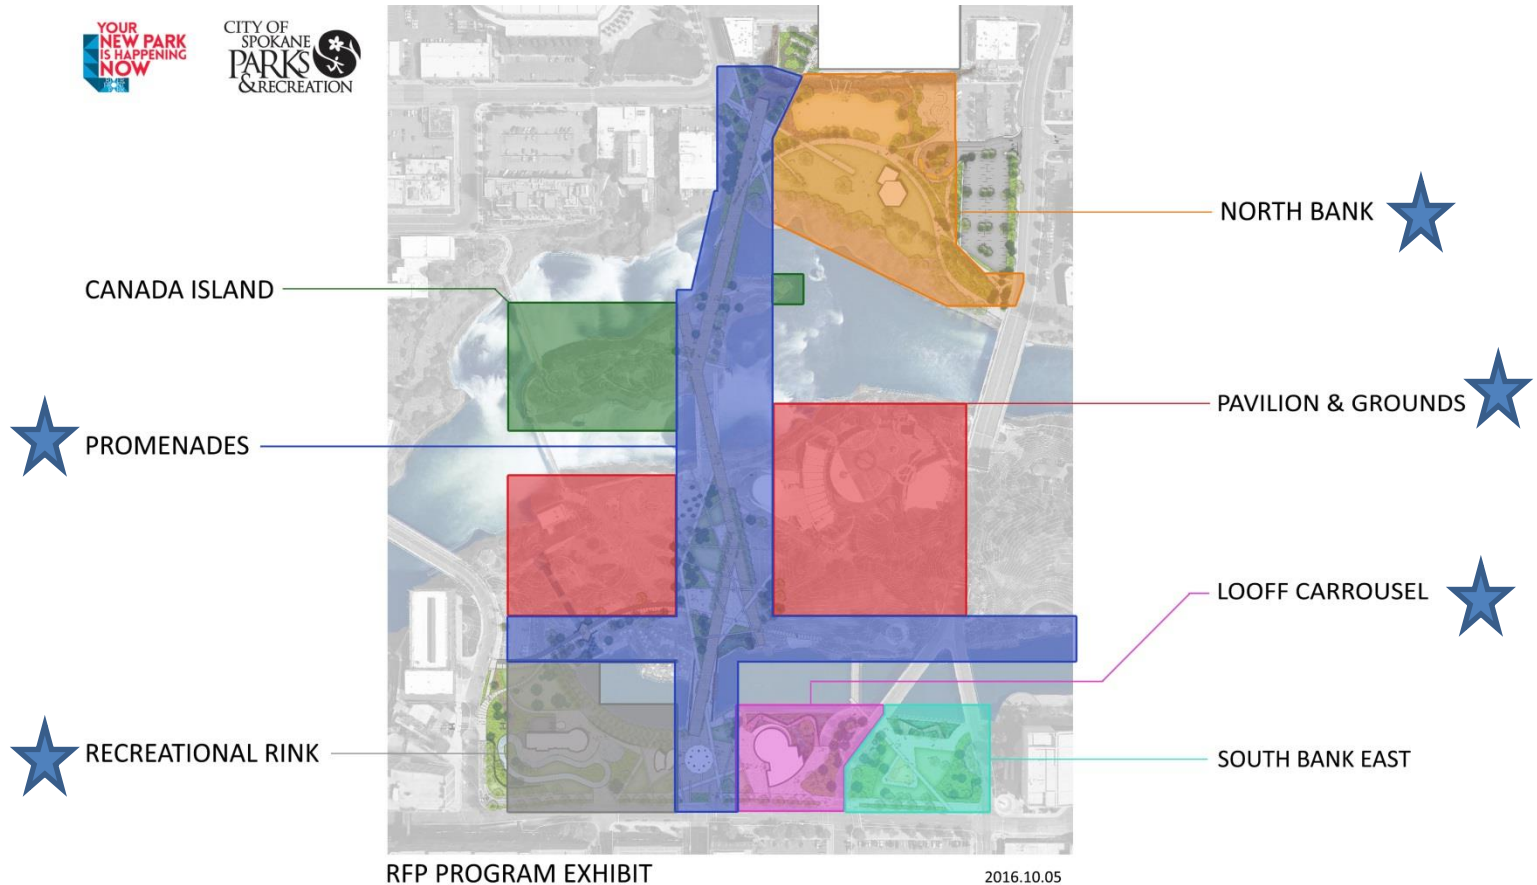 YOUR
NEW PARK
IS HAPPENING
NOW
CITY OF
SPOKANE
PARKS
&RECREATION
NORTH BANK
CANADA ISLAND
PAVILION & GROUNDS
PROMENADES
LOOFF CARROUSEL
RECREATIONAL RINK
SOUTH BANK EAST
RFP PROGRAM EXHIBIT
2016.10.05